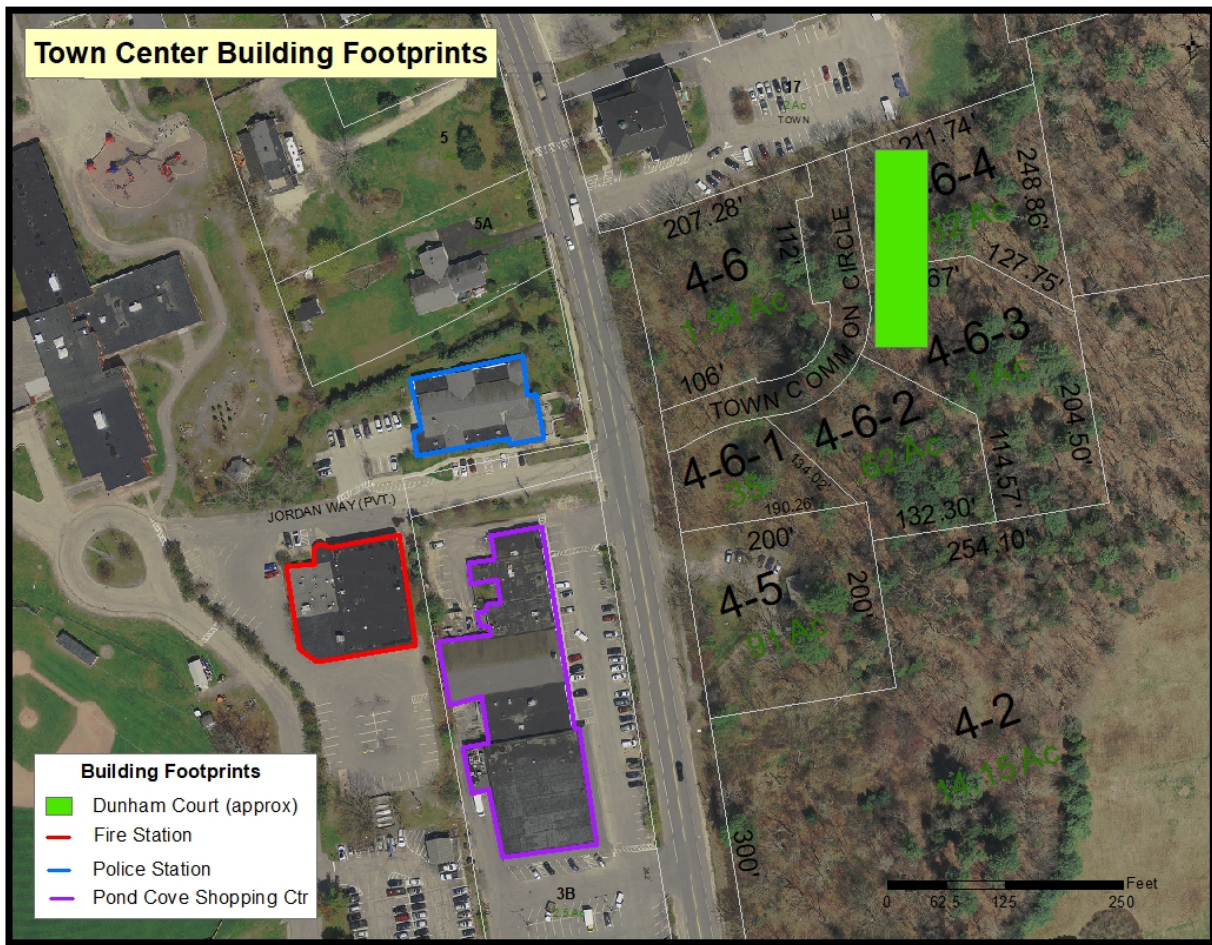 Town Center Building Footprints
17
2 Ac
TOWN
5
5A
211.74'
248.86'
207.28'
112'
4-6
1.34 Ac
TOWN COMMON CIRCLE
67'
127.75'
4-6-3
1 Ac
106'
4-6-2
.62 Ac
204.50'
4-6-1
.35
134.02'
190.26'
114.57'
132.30'
254.10'
JORDAN WAY (PVT.)
200'
4-5
.91 Ac
200'
4-2
14.15 Ac
300'
3B
Building Footprints
Dunham Court (approx)
Fire Station
Police Station
Pond Cove Shopping Ctr
Feet
0 62.5 125 250